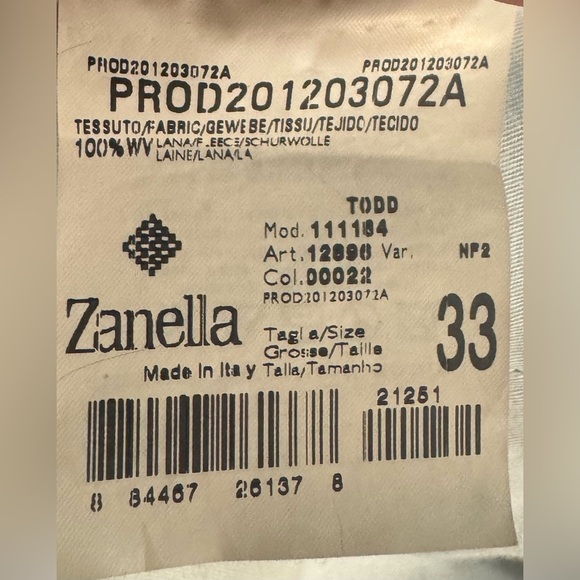 PROD201203072A PROD201203072A
PROD201203072A
TESSUTO/FABRIC/GEWEBE/TISSU/TEJIDO/TECIDO
100% WV LANA/FLEECE/SCHURWOLLE
LAINE/LANA/LA
TODD
Mod. 111184
Art. 12898 Var. NP2
Col. 00022
PROD201203072A
Zanella
Taglia/Size
Grosse/Taille
Made In Italy Talla/Tamanho
33
21251
8 84467 26137 8